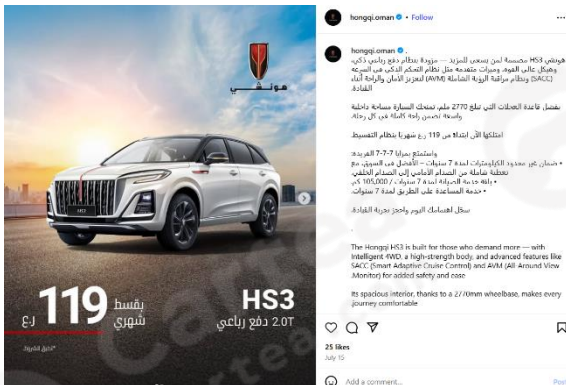 هونشي
HS3
2.0T دفع رباعي
بقسط
شهري
119 ر.ع
hongqi.oman • Follow
hongqi.oman .
هونشي HS3 مصممة لمن يسعى للمزيد — مزودة بنظام دفع رباعي ذكي،
وهيكل عالي القوة، وميزات متقدمة مثل نظام التحكم الذكي في السرعة
(SACC) ونظام مراقبة الرؤية الشاملة (AVM) لتعزيز الأمان والراحة أثناء
القيادة.
بفضل قاعدة العجلات التي تبلغ 2770 ملم، تمنحك السيارة مساحة داخلية
واسعة تضمن راحة كاملة في كل رحلة.
امتلكها الآن ابتداءً من 119 ر.ع شهريا بنظام التقسيط.
واستمتع بمزايا 7-7-7 الفريدة:
• ضمان غير محدود الكيلومترات لمدة 7 سنوات – الأفضل في السوق، مع
تغطية شاملة من الصدام الأمامي إلى الصدام الخلفي.
• باقة خدمة الصيانة لمدة 7 سنوات / 105,000 كم.
• خدمة المساعدة على الطريق لمدة 7 سنوات.
سجّل اهتمامك اليوم واحجز تجربة القيادة.
.
The Hongqi HS3 is built for those who demand more — with
Intelligent 4WD, a high-strength body, and advanced features like
SACC (Smart Adaptive Cruise Control) and AVM (All-Around View
Monitor) for added safety and ease.
Its spacious interior, thanks to a 2770mm wheelbase, makes every
journey comfortable.
25 likes
July 15
Add a comment...
Post